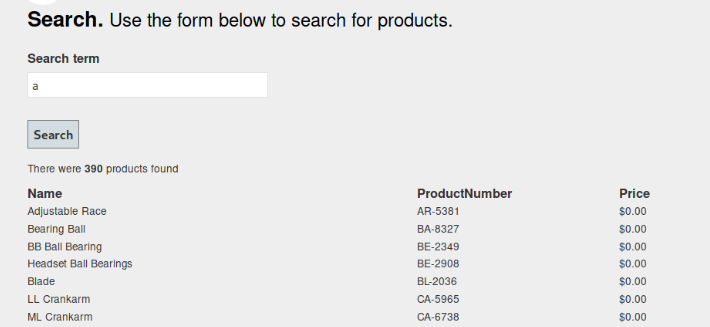 Search. Use the form below to search for products.
Search term
a
Search
There were 390 products found
Name ProductNumber Price
Adjustable Race AR-5381 $0.00
Bearing Ball BA-8327 $0.00
BB Ball Bearing BE-2349 $0.00
Headset Ball Bearings BE-2908 $0.00
Blade BL-2036 $0.00
LL Crankarm CA-5965 $0.00
ML Crankarm CA-6738 $0.00